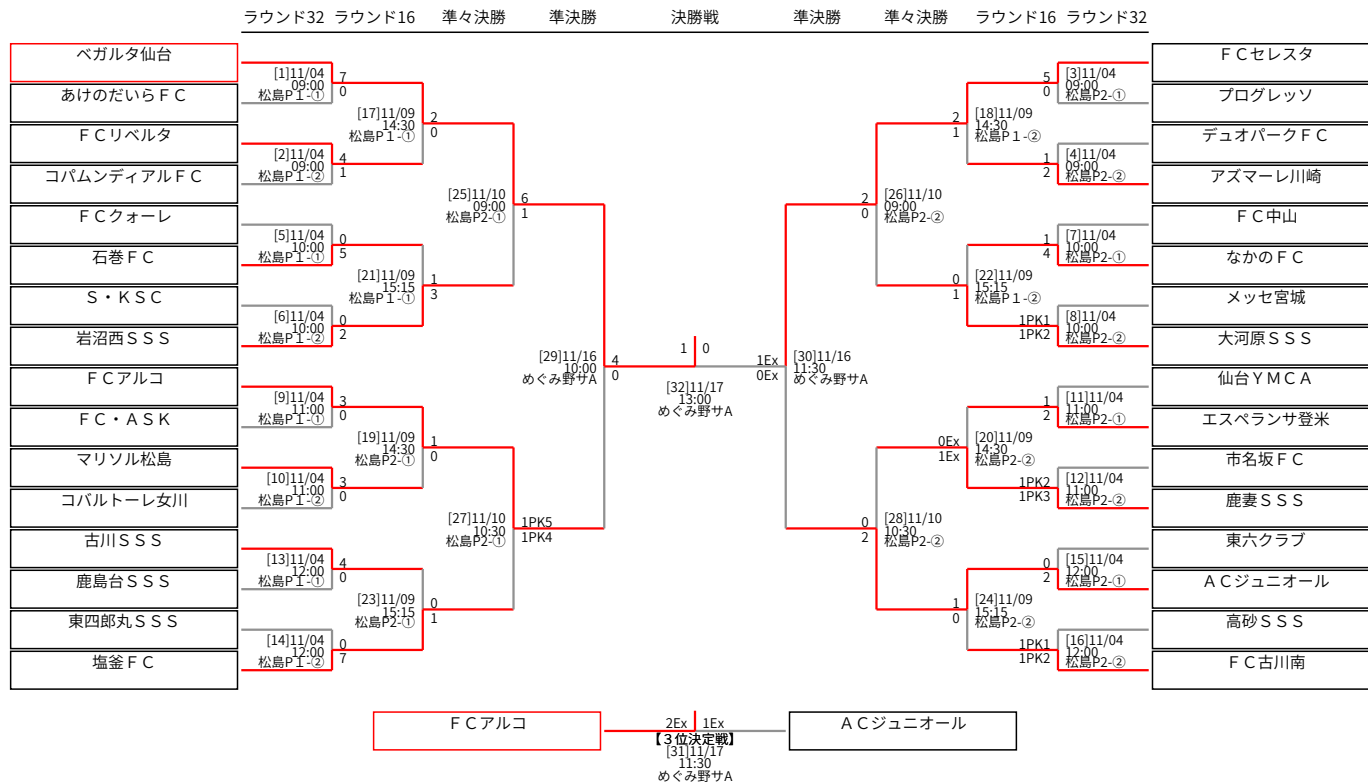 ラウンド32 ラウンド16 準々決勝 準決勝 決勝戦 準決勝 準々決勝 ラウンド16 ラウンド32
ベガルタ仙台
あけのだいらＦＣ
ＦＣリベルタ
コパムンディアルＦＣ
ＦＣクォーレ
石巻ＦＣ
Ｓ・ＫＳＣ
岩沼西ＳＳＳ
ＦＣアルコ
ＦＣ・ＡＳＫ
マリソル松島
コバルトーレ女川
古川ＳＳＳ
鹿島台ＳＳＳ
東四郎丸ＳＳＳ
塩釜ＦＣ
[1]11/04
09:00
松島P１-①
7
0
[2]11/04
09:00
松島P１-②
4
1
[5]11/04
10:00
松島P１-①
0
5
[6]11/04
10:00
松島P１-②
0
2
[9]11/04
11:00
松島P１-①
3
0
[10]11/04
11:00
松島P１-②
3
0
[13]11/04
12:00
松島P１-①
4
0
[14]11/04
12:00
松島P１-②
0
7
[17]11/09
14:30
松島P１-①
2
0
[21]11/09
15:15
松島P１-①
1
3
[19]11/09
14:30
松島P2-①
1
0
[23]11/09
15:15
松島P2-①
0
1
[25]11/10
09:00
松島P2-①
6
1
[27]11/10
10:30
松島P2-①
1PK5
1PK4
[29]11/16
10:00
めぐみ野サA
4
0
1 0
[32]11/17
13:00
めぐみ野サA
1Ex
0Ex
[30]11/16
11:30
めぐみ野サA
2
0
[26]11/10
09:00
松島P2-②
0
2
[28]11/10
10:30
松島P2-②
2
1
[18]11/09
14:30
松島P１-②
0
1
[22]11/09
15:15
松島P１-②
0Ex
1Ex
[20]11/09
14:30
松島P2-②
1
0
[24]11/09
15:15
松島P2-②
5
0
[3]11/04
09:00
松島P2-①
1
2
[4]11/04
09:00
松島P2-②
1
4
[7]11/04
10:00
松島P2-①
1PK1
1PK2
[8]11/04
10:00
松島P2-②
1
2
[11]11/04
11:00
松島P2-①
1PK2
1PK3
[12]11/04
11:00
松島P2-②
0
2
[15]11/04
12:00
松島P2-①
1PK1
1PK2
[16]11/04
12:00
松島P2-②
ＦＣセレスタ
プログレッソ
デュオパークＦＣ
アズマーレ川崎
ＦＣ中山
なかのＦＣ
メッセ宮城
大河原ＳＳＳ
仙台ＹＭＣＡ
エスペランサ登米
市名坂ＦＣ
鹿妻ＳＳＳ
東六クラブ
ＡＣジュニオール
高砂ＳＳＳ
ＦＣ古川南
ＦＣアルコ
2Ex 1Ex
ＡＣジュニオール
【３位決定戦】
[31]11/17
11:30
めぐみ野サA